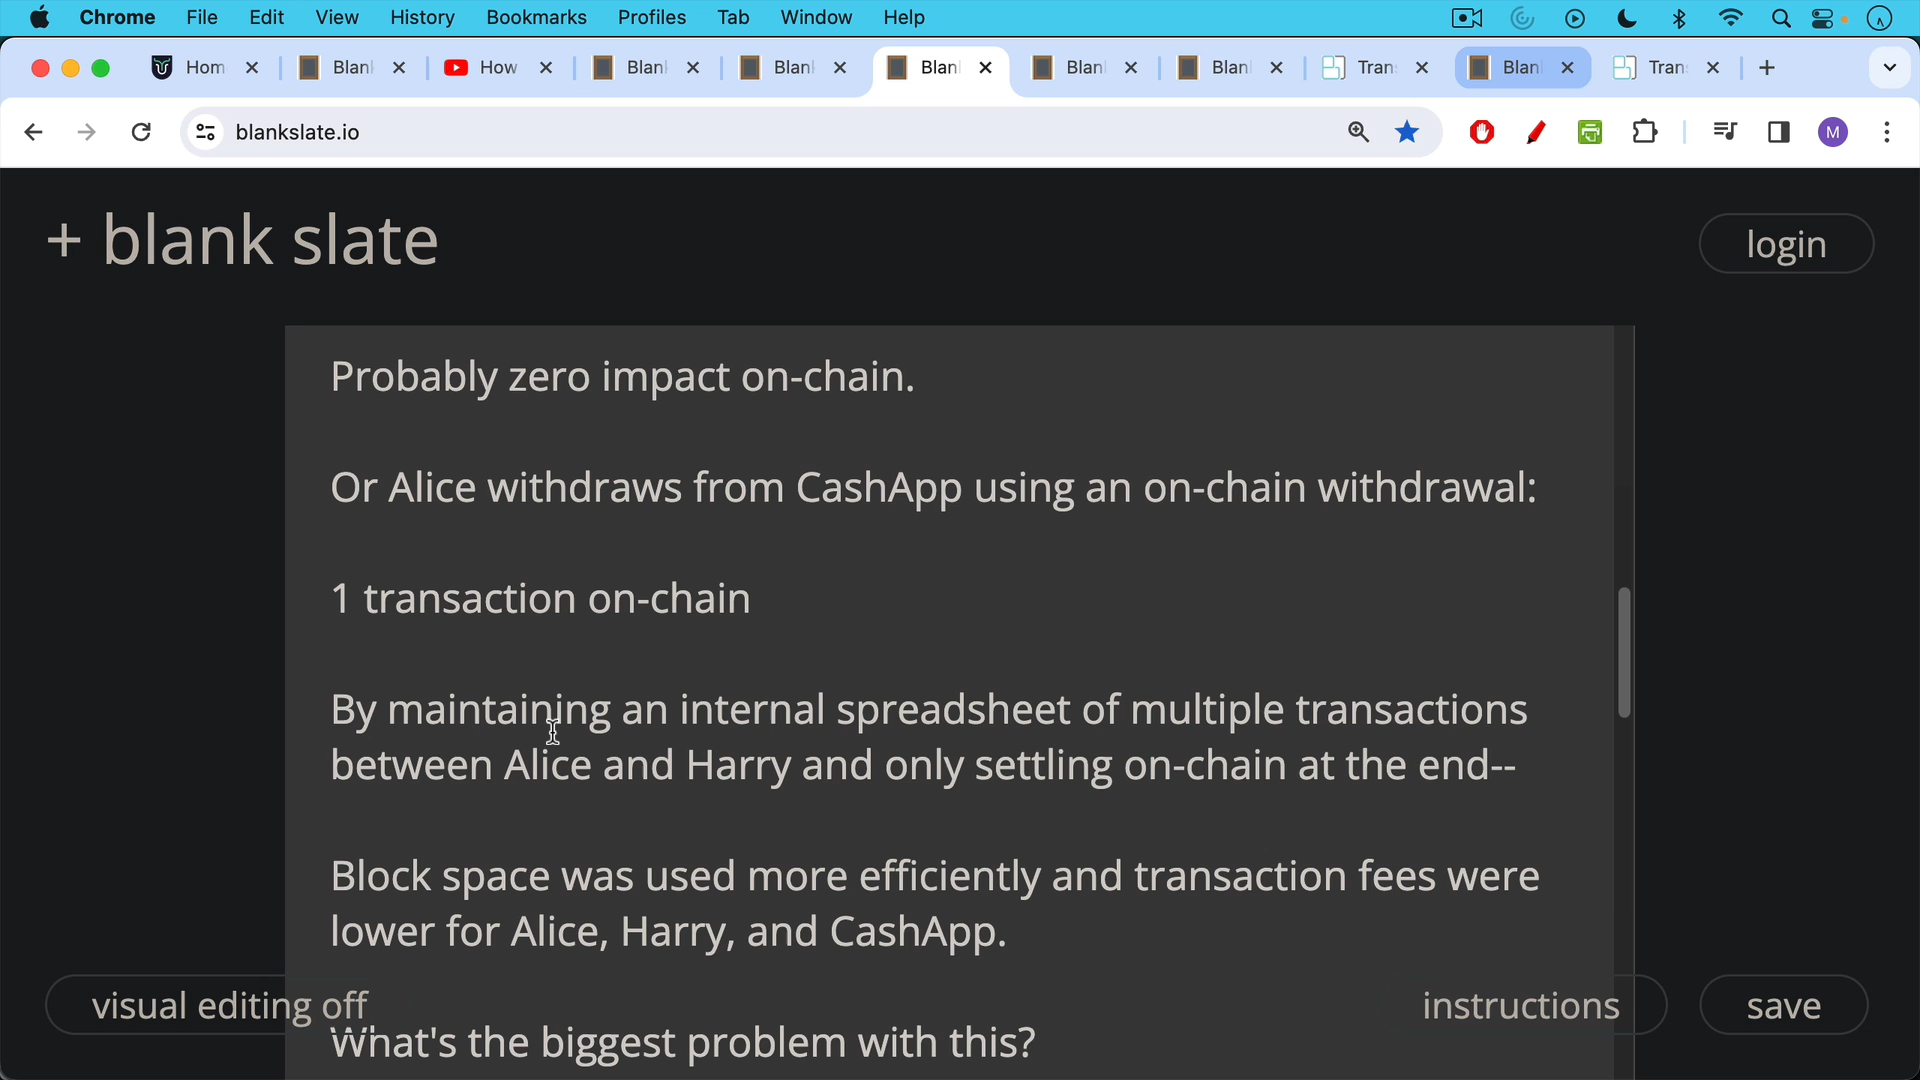 Chrome File Edit View History Bookmarks Profiles Tab Window Help
Hom Blan How Blan Blan Blan Blan Blan Tran Blan Tran
blankslate.io M
+ blank slate login
Probably zero impact on-chain.
Or Alice withdraws from CashApp using an on-chain withdrawal:
1 transaction on-chain
By maintaining an internal spreadsheet of multiple transactions
between Alice and Harry and only settling on-chain at the end--
Block space was used more efficiently and transaction fees were
lower for Alice, Harry, and CashApp.
visual editing off instructions save
What's the biggest problem with this?